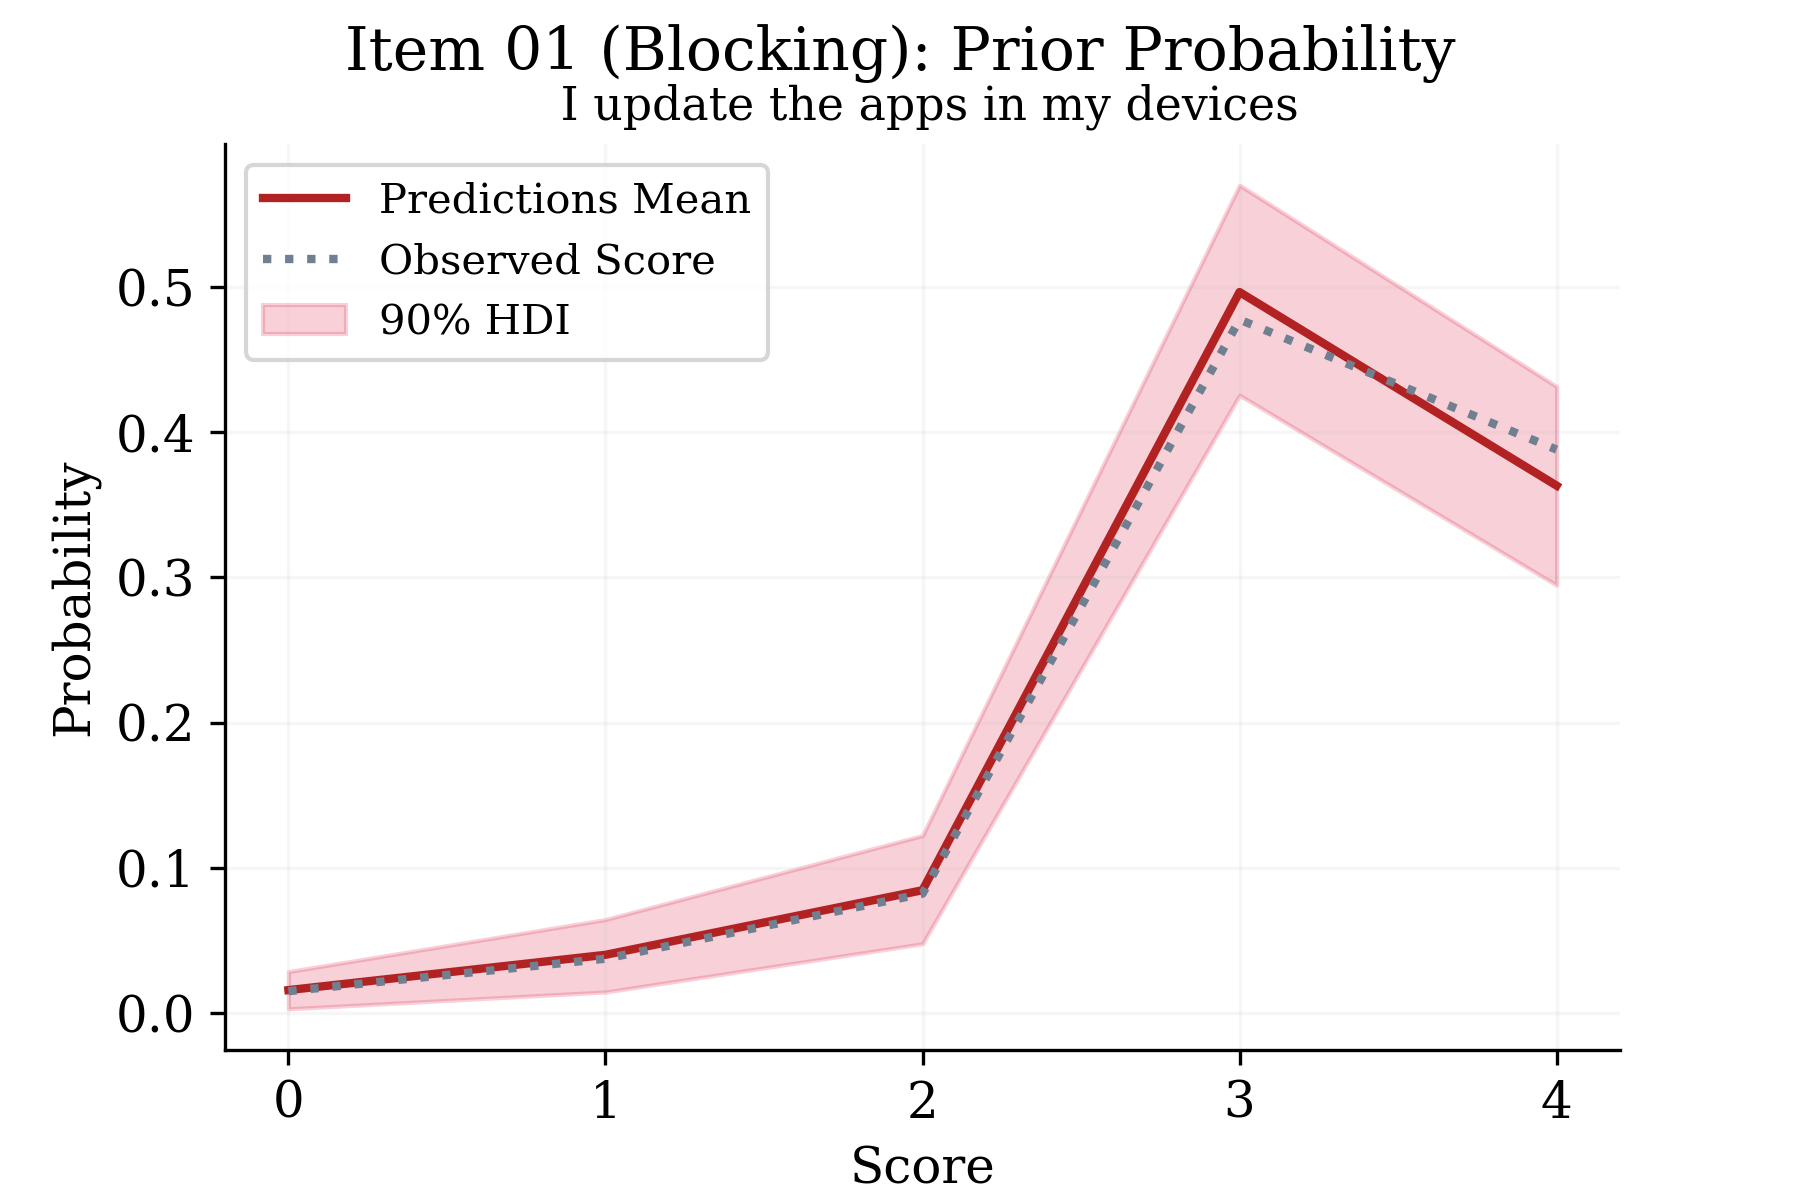 Item 01 (Blocking): Prior Probability
I update the apps in my devices
Predictions Mean
Observed Score
90% HDI
Probability
0.5
0.4
0.3
0.2
0.1
0.0
0 1 2 3 4
Score